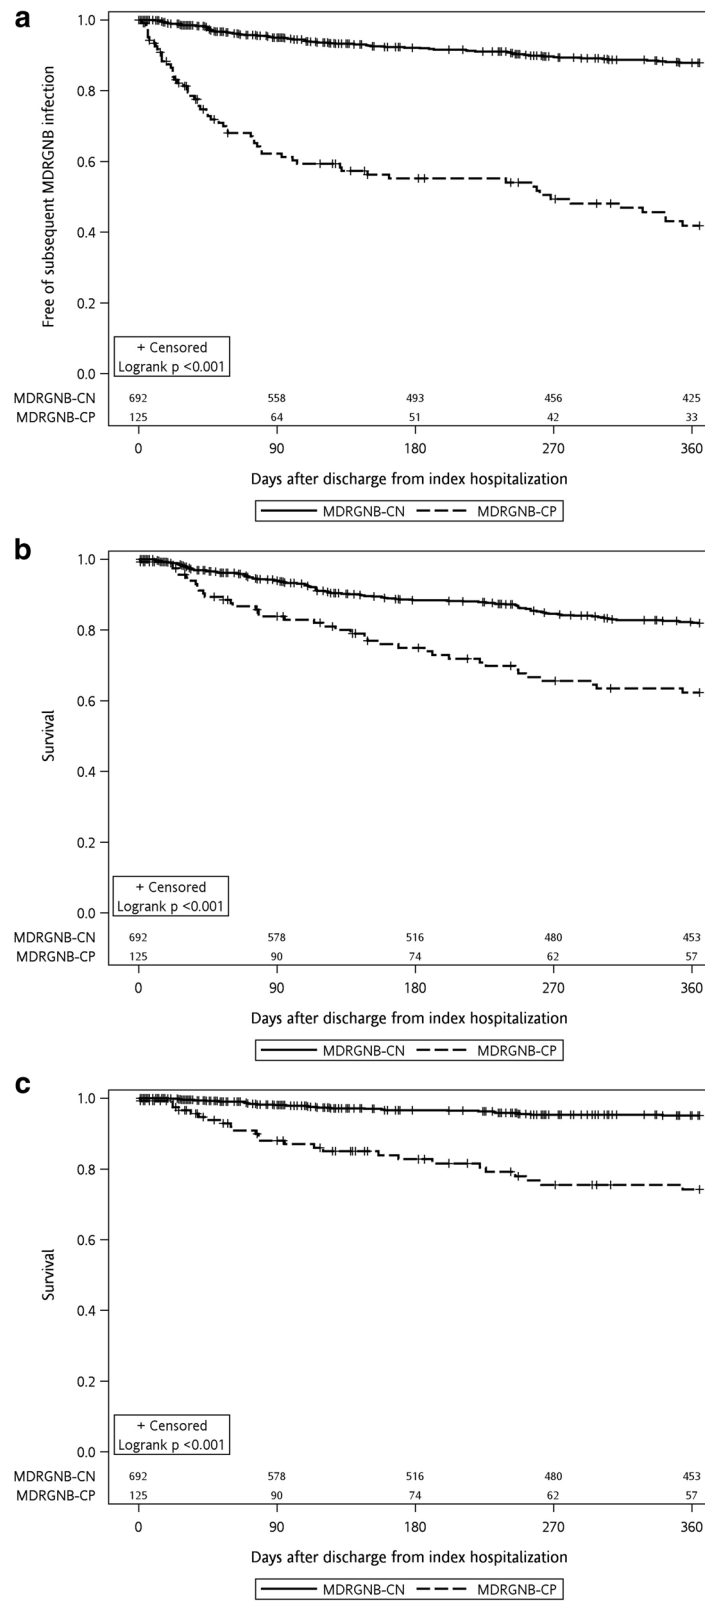 a
1.0
0.8
0.6
0.4
0.2
0.0
Free of subsequent MDRGNB infection
+ Censored
Logrank p <0.001
MDRGNB-CN 692 558 493 456 425
MDRGNB-CP 125 64 51 42 33
0 90 180 270 360
Days after discharge from index hospitalization
MDRGNB-CN MDRGNB-CP
b
1.0
0.8
0.6
0.4
0.2
0.0
Survival
+ Censored
Logrank p <0.001
MDRGNB-CN 692 578 516 480 453
MDRGNB-CP 125 90 74 62 57
0 90 180 270 360
Days after discharge from index hospitalization
MDRGNB-CN MDRGNB-CP
c
1.0
0.8
0.6
0.4
0.2
0.0
Survival
+ Censored
Logrank p <0.001
MDRGNB-CN 692 578 516 480 453
MDRGNB-CP 125 90 74 62 57
0 90 180 270 360
Days after discharge from index hospitalization
MDRGNB-CN MDRGNB-CP